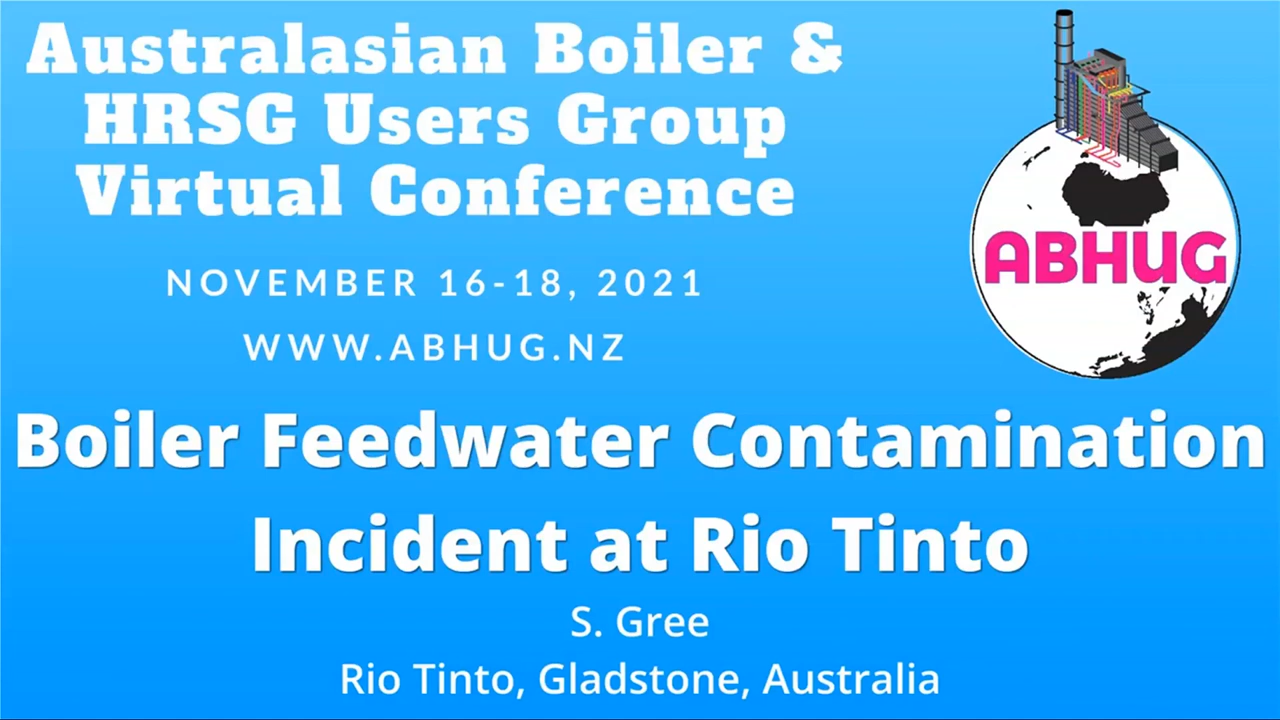 Australasian Boiler &
HRSG Users Group
Virtual Conference
NOVEMBER 16-18, 2021
WWW.ABHUG.NZ
ABHUG
Boiler Feedwater Contamination
Incident at Rio Tinto
S. Gree
Rio Tinto, Gladstone, Australia